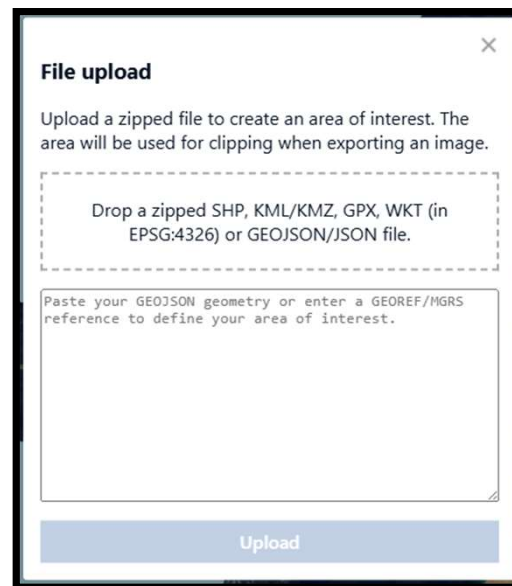 File upload
Upload a zipped file to create an area of interest. The
area will be used for clipping when exporting an image.
Drop a zipped SHP, KML/KMZ, GPX, WKT (in
EPSG:4326) or GEOJSON/JSON file.
Paste your GEOJSON geometry or enter a GEOREF/MGRS
reference to define your area of interest.
Upload